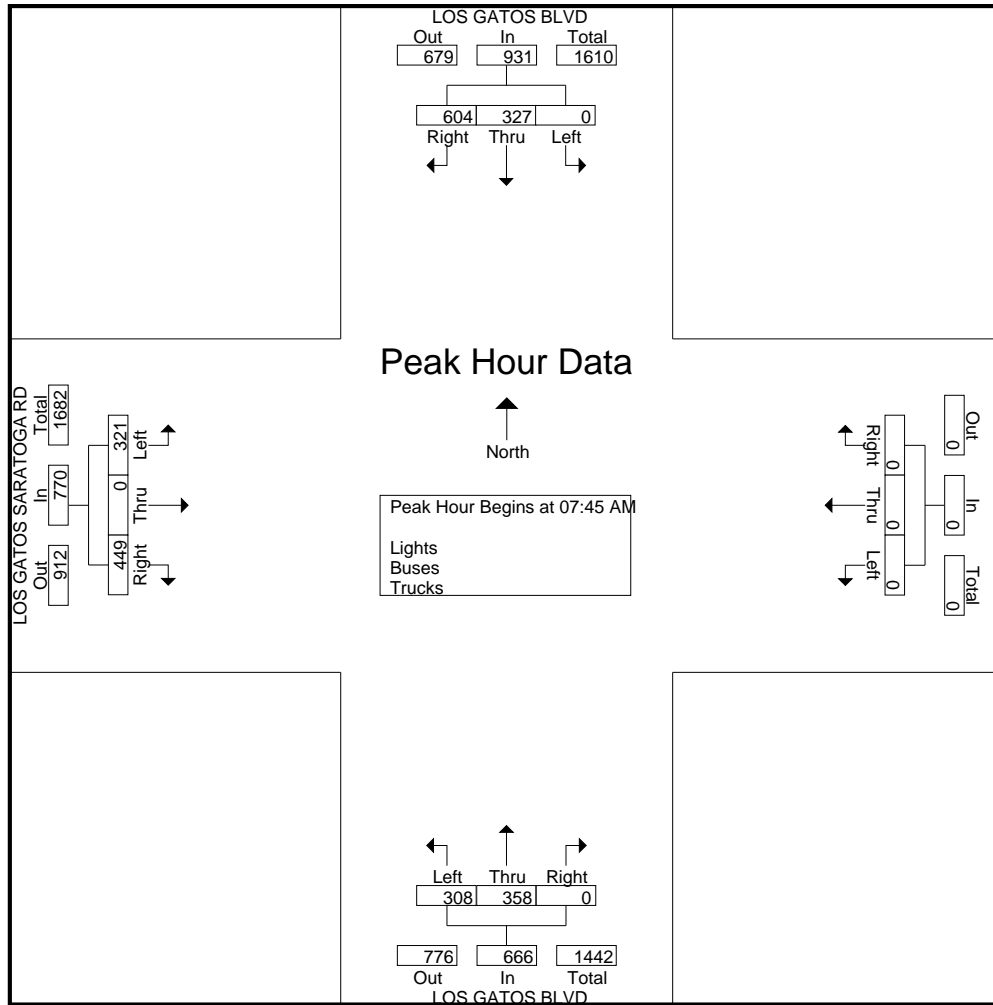 LOS GATOS BLVD
Out In Total
679 931 1610
604 327 0
Right Thru Left
Peak Hour Data
North
Peak Hour Begins at 07:45 AM
Lights
Buses
Trucks
LOS GATOS SARATOGA RD
Out In Total
912 770 1682
449 0 321
Right Thru Left
Out In Total
0 0 0
0 0 0
Right Thru Left
Left Thru Right
308 358 0
776 666 1442
Out In Total
LOS GATOS BLVD